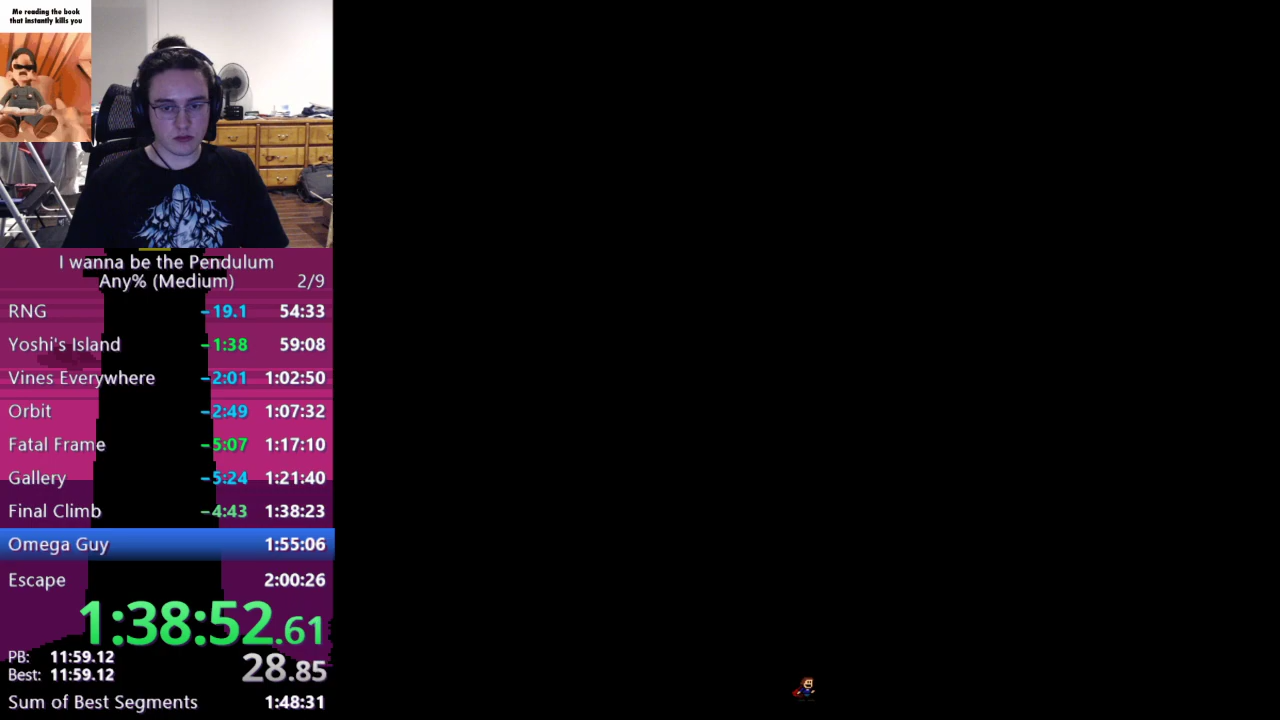 Me reading the book
that instantly kills you
I wanna be the Pendulum
Any% (Medium) 2/9
RNG -19.1 54:33
Yoshi's Island -1:38 59:08
Vines Everywhere -2:01 1:02:50
Orbit -2:49 1:07:32
Fatal Frame -5:07 1:17:10
Gallery -5:24 1:21:40
Final Climb -4:43 1:38:23
Omega Guy 1:55:06
Escape 2:00:26
1:38:52.61
PB: 11:59.12
Best: 11:59.12
28.85
Sum of Best Segments 1:48:31